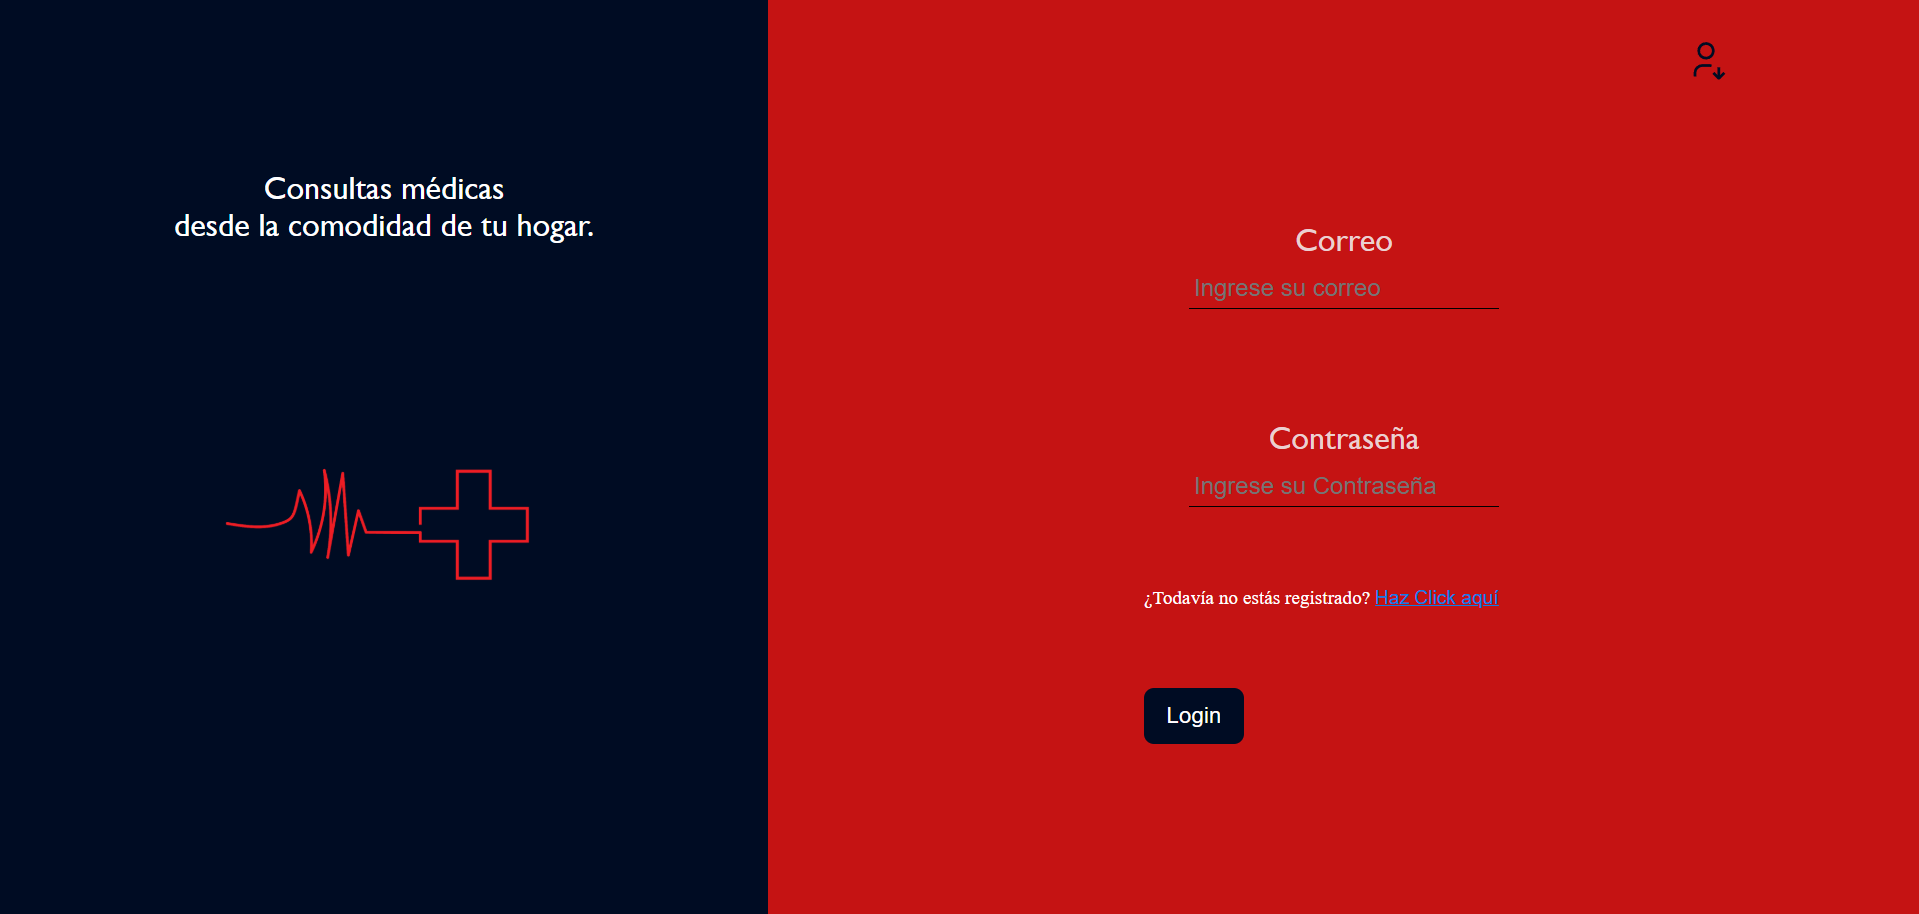 Consultas médicas
desde la comodidad de tu hogar.
Correo
Ingrese su correo
Contraseña
Ingrese su Contraseña
¿Todavía no estás registrado? Haz Click aquí
Login